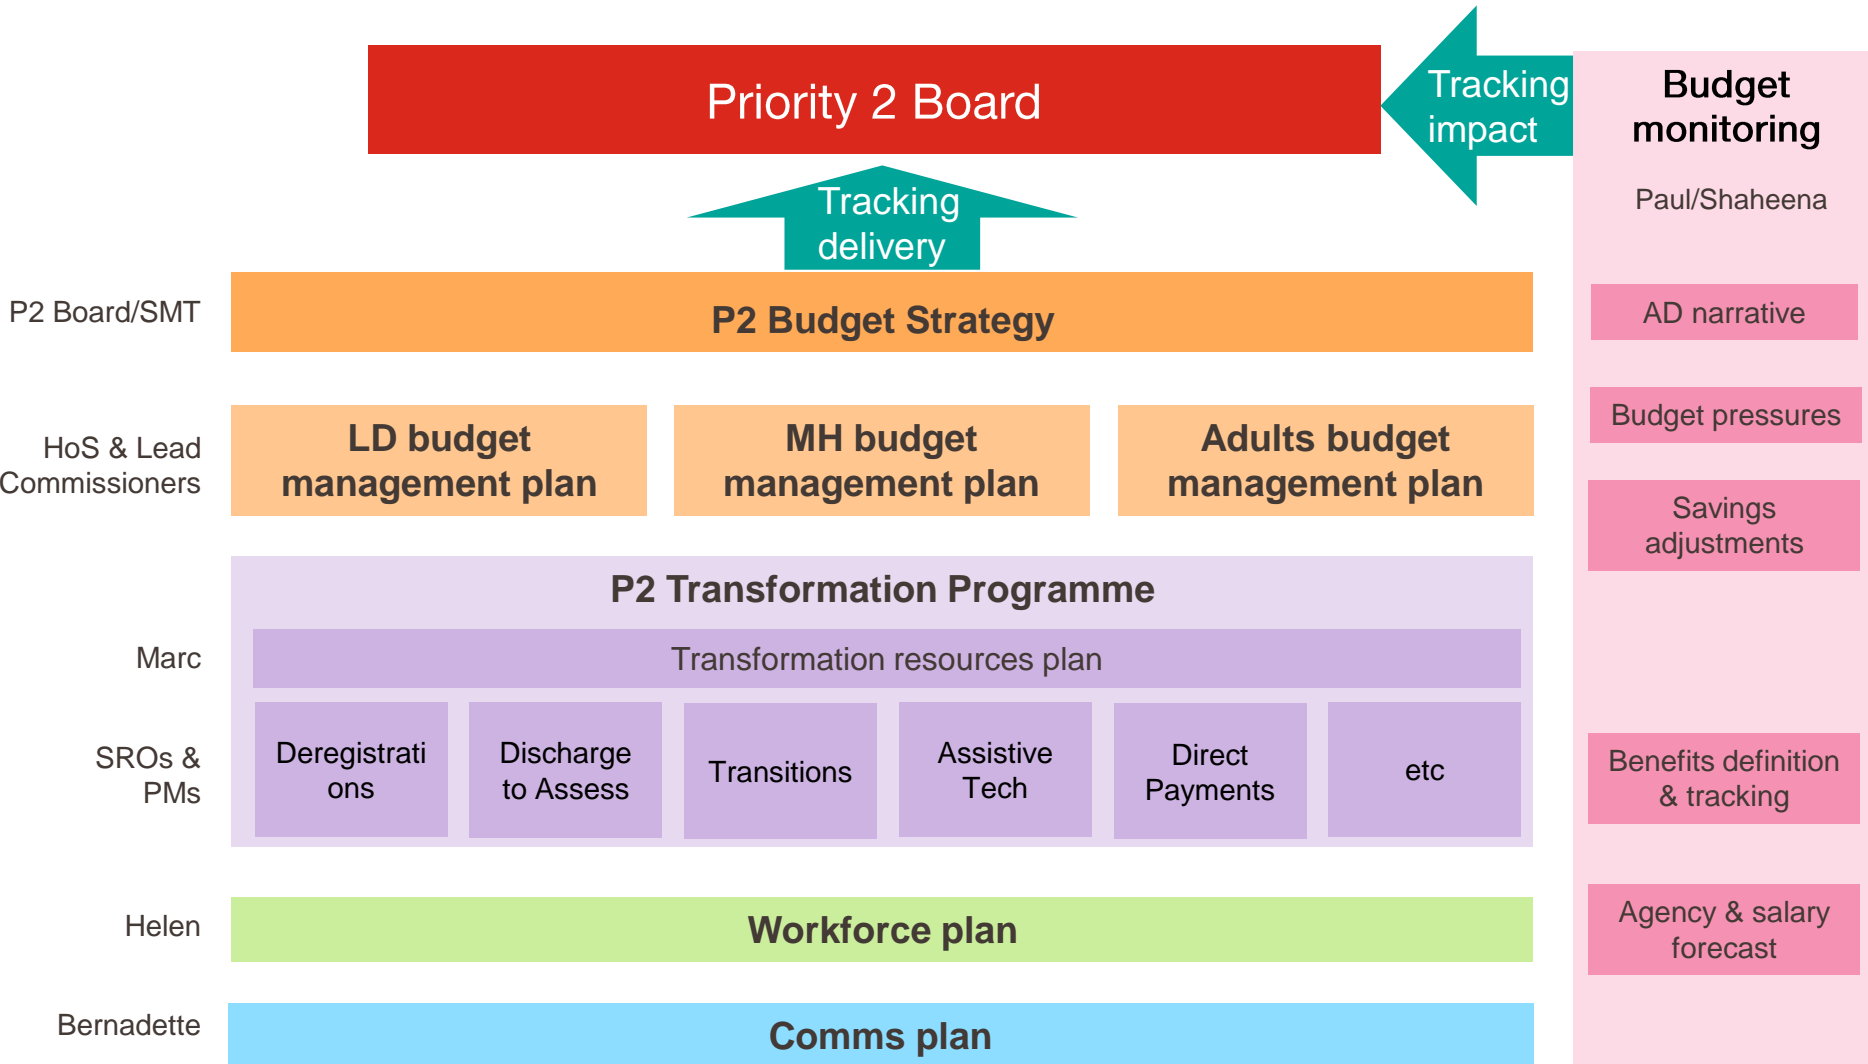 Priority 2 Board
Tracking
impact
Budget
monitoring
Paul/Shaheena
Tracking
delivery
P2 Board/SMT
P2 Budget Strategy
AD narrative
HoS & Lead
Commissioners
LD budget
management plan
MH budget
management plan
Adults budget
management plan
Budget pressures
Savings
adjustments
P2 Transformation Programme
Marc
Transformation resources plan
SROs &
PMs
Deregistrati
ons
Discharge
to Assess
Transitions
Assistive
Tech
Direct
Payments
etc
Benefits definition
& tracking
Helen
Workforce plan
Agency & salary
forecast
Bernadette
Comms plan